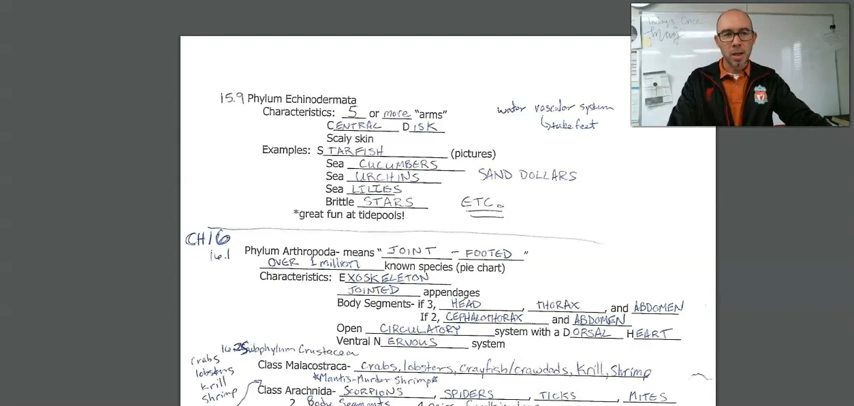 15.9 Phylum Echinodermata
Characteristics: 5 or more "arms"
water vascular system
↳tube feet
CENTRAL DISK
Scaly skin
Examples: STARFISH (pictures)
Sea CUCUMBERS
Sea URCHINS
SAND DOLLARS
Sea LILIES
Brittle STARS
ETC.
*great fun at tidepools!
CH16
16.1
Phylum Arthropoda- means "JOINT - FOOTED"
OVER 1 million known species (pie chart)
Characteristics: EXOSKELETON
JOINTED appendages
Body Segments- if 3, HEAD, THORAX, and ABDOMEN
If 2, CEPHALOTHORAX and ABDOMEN
Open CIRCULATORY system with a DORSAL HEART
Ventral NERVOUS system
Subphylum Crustacean
crabs
lobsters
krill
shrimp
Class Malacostraca- crabs, lobsters, crayfish/crawdads, Krill, Shrimp
*Mantis-Murder Shrimp*
Class Arachnida- SCORPIONS, SPIDERS, TICKS, MITES
2 Body Segments